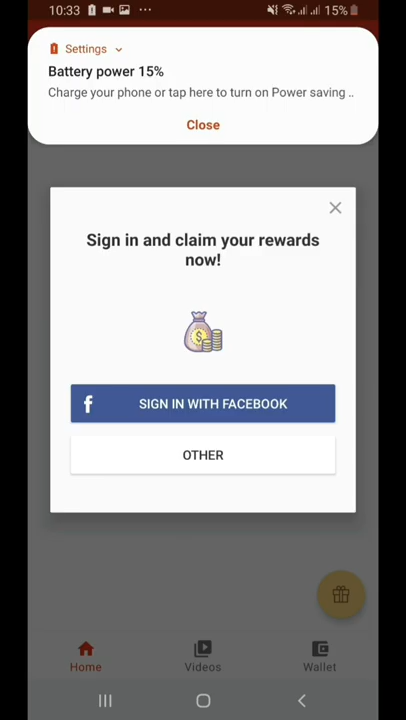 10:33 ... 15%
Settings
Battery power 15%
Charge your phone or tap here to turn on Power saving ..
Close
Sign in and claim your rewards
now!
$
f SIGN IN WITH FACEBOOK
OTHER
Home Videos Wallet